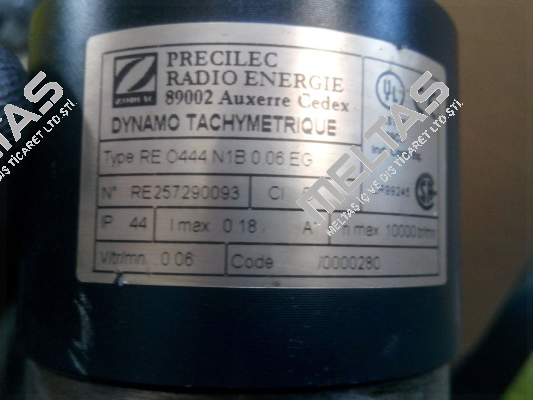 PRECILEC
RADIO ENERGIE
89002 Auxerre Cedex
DYNAMO TACHYMETRIQUE
Type RE O444 N1B 0.06 EG
N° RE257290093 Cl
IP 44 I max 0.18 A n max 10000 tr/mn
V/tr/mn. 0.06 Code /0000280
MELTAS
MELTAŞ İÇ VE DIŞ TİCARET LTD ŞTİ.